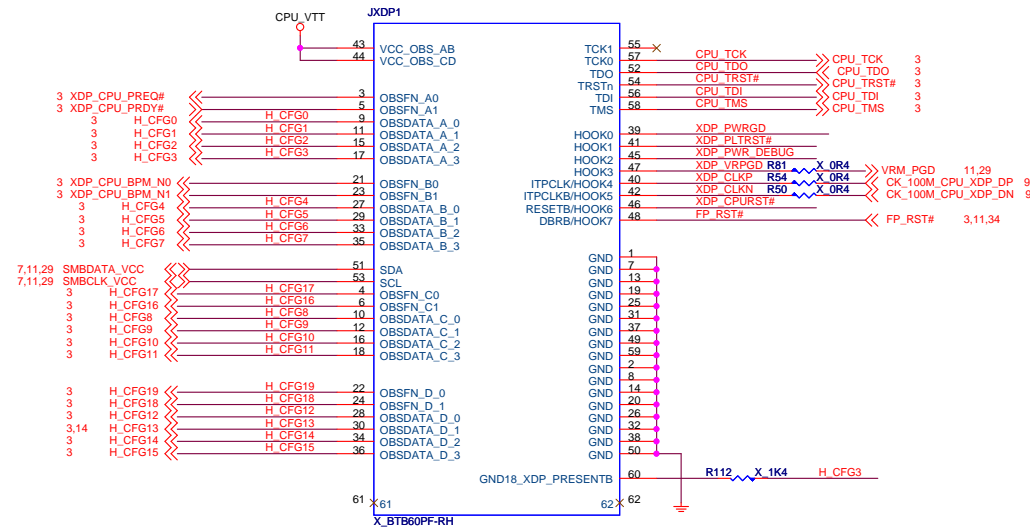 JXDP1
CPU_VTT
43 VCC_OBS_AB
44 VCC_OBS_CD
3 XDP_CPU_PREQ# 3 OBSFN_A0
3 XDP_CPU_PRDY# 5 OBSFN_A1
3 H_CFG0 H_CFG0 9 OBSDATA_A_0
3 H_CFG1 H_CFG1 11 OBSDATA_A_1
3 H_CFG2 H_CFG2 15 OBSDATA_A_2
3 H_CFG3 H_CFG3 17 OBSDATA_A_3
3 XDP_CPU_BPM_N0 21 OBSFN_B0
3 XDP_CPU_BPM_N1 23 OBSFN_B1
3 H_CFG4 H_CFG4 27 OBSDATA_B_0
3 H_CFG5 H_CFG5 29 OBSDATA_B_1
3 H_CFG6 H_CFG6 33 OBSDATA_B_2
3 H_CFG7 H_CFG7 35 OBSDATA_B_3
7,11,29 SMBDATA_VCC 51 SDA
7,11,29 SMBCLK_VCC 53 SCL
3 H_CFG17 H_CFG17 4 OBSFN_C0
3 H_CFG16 H_CFG16 6 OBSFN_C1
3 H_CFG8 H_CFG8 10 OBSDATA_C_0
3 H_CFG9 H_CFG9 12 OBSDATA_C_1
3 H_CFG10 H_CFG10 16 OBSDATA_C_2
3 H_CFG11 H_CFG11 18 OBSDATA_C_3
3 H_CFG19 H_CFG19 22 OBSFN_D_0
3 H_CFG18 H_CFG18 24 OBSFN_D_1
3 H_CFG12 H_CFG12 28 OBSDATA_D_0
3,14 H_CFG13 H_CFG13 30 OBSDATA_D_1
3 H_CFG14 H_CFG14 34 OBSDATA_D_2
3 H_CFG15 H_CFG15 36 OBSDATA_D_3
61 61
TCK1 55
TCK0 57 CPU_TCK CPU_TCK 3
TDO 52 CPU_TDO CPU_TDO 3
TRSTn 54 CPU_TRST# CPU_TRST# 3
TDI 56 CPU_TDI CPU_TDI 3
TMS 58 CPU_TMS CPU_TMS 3
HOOK0 39 XDP_PWRGD
HOOK1 41 XDP_PLTRST#
HOOK2 45 XDP_PWR_DEBUG
HOOK3 47 XDP_VRPGD R81 X_0R4 VRM_PGD 11,29
ITPCLK/HOOK4 40 XDP_CLKP R54 X_0R4 CK_100M_CPU_XDP_DP 9
ITPCLKB/HOOK5 42 XDP_CLKN R50 X_0R4 CK_100M_CPU_XDP_DN 9
RESETB/HOOK6 46 XDP_CPURST#
DBRB/HOOK7 48 FP_RST# FP_RST# 3,11,34
GND 1
GND 7
GND 13
GND 19
GND 25
GND 31
GND 37
GND 49
GND 59
GND 2
GND 8
GND 14
GND 20
GND 26
GND 32
GND 38
GND 50
GND18_XDP_PRESENTB 60 R112 X_1K4 H_CFG3
62 62
X_BTB60PF-RH